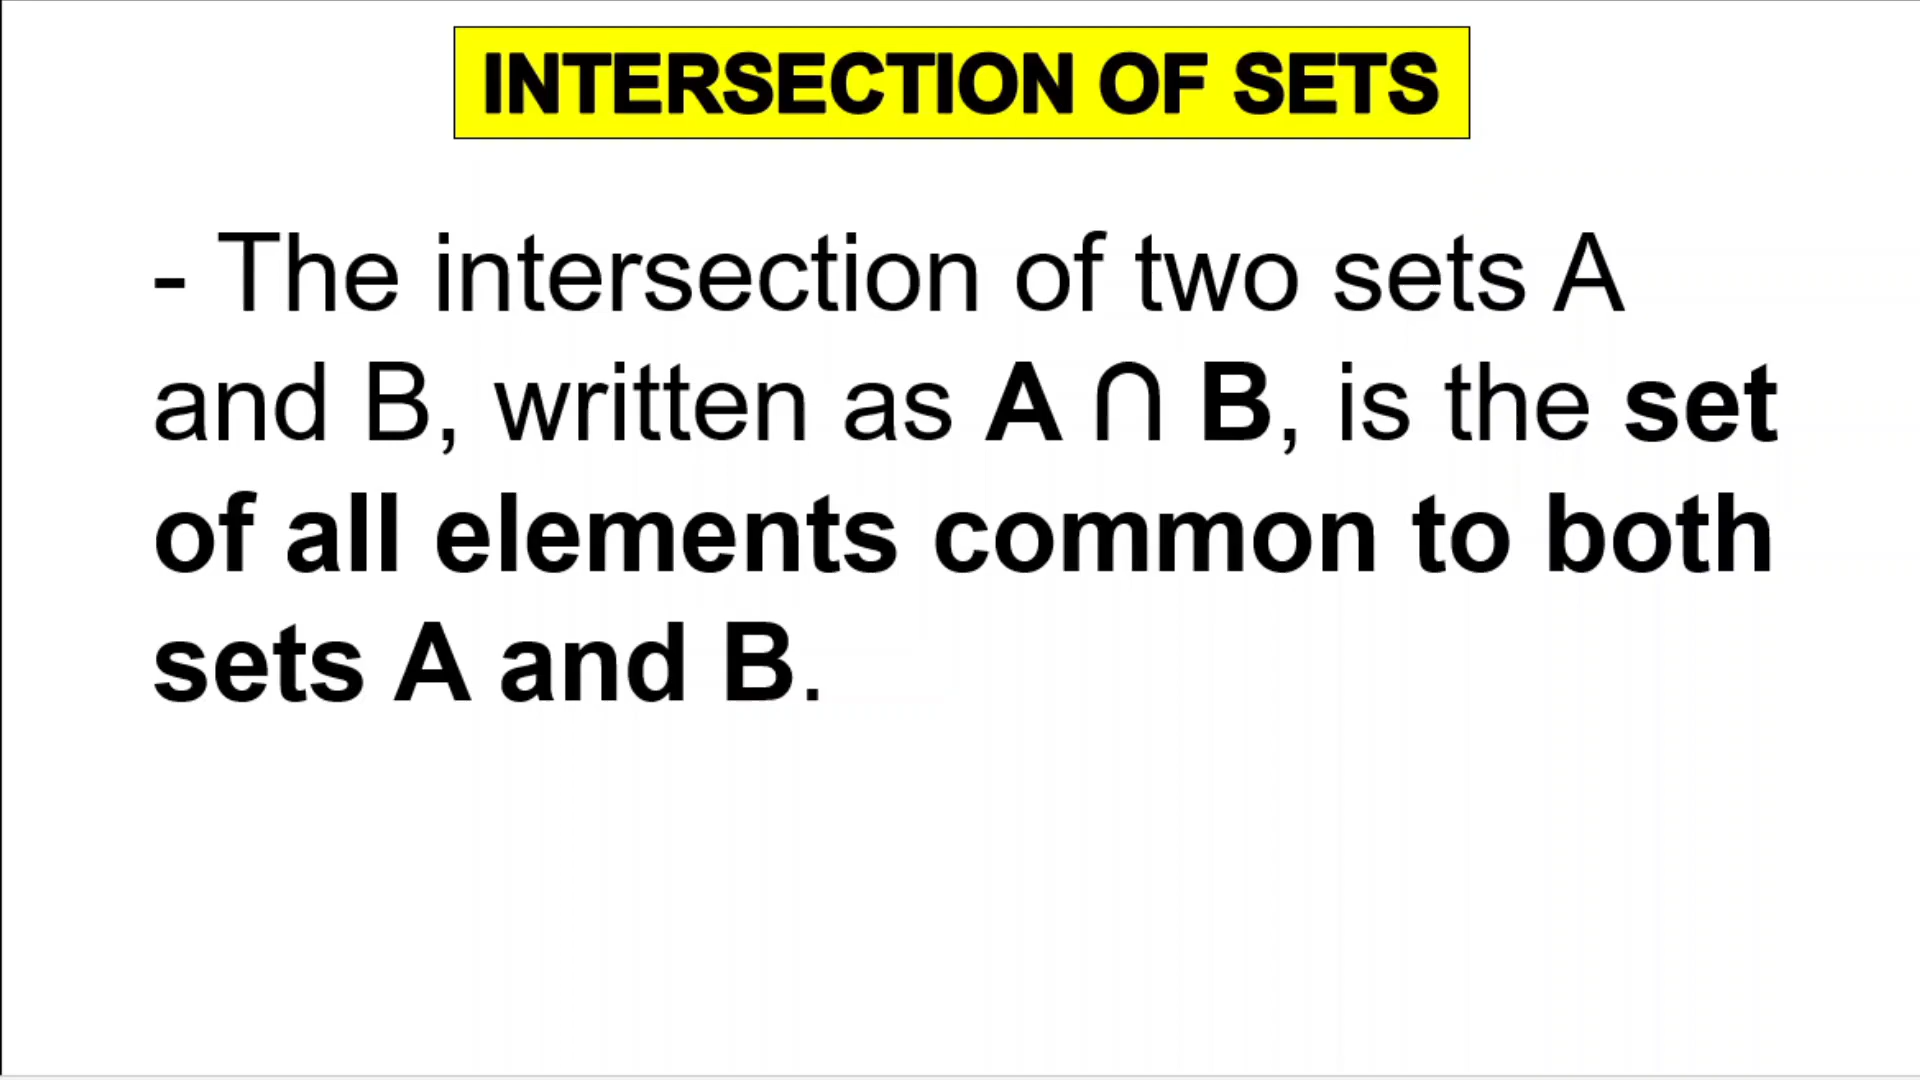 INTERSECTION OF SETS
- The intersection of two sets A
and B, written as A ∩ B, is the set
of all elements common to both
sets A and B.